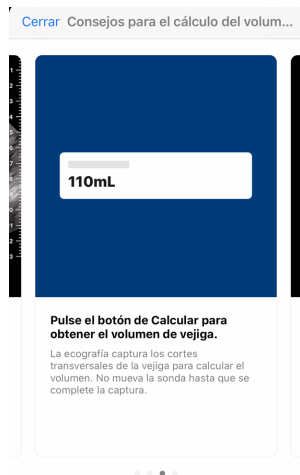 Cerrar Consejos para el cálculo del volum...
110mL
Pulse el botón de Calcular para
obtener el volumen de vejiga.
La ecografía captura los cortes
transversales de la vejiga para calcular el
volumen. No mueva la sonda hasta que se
complete la captura.